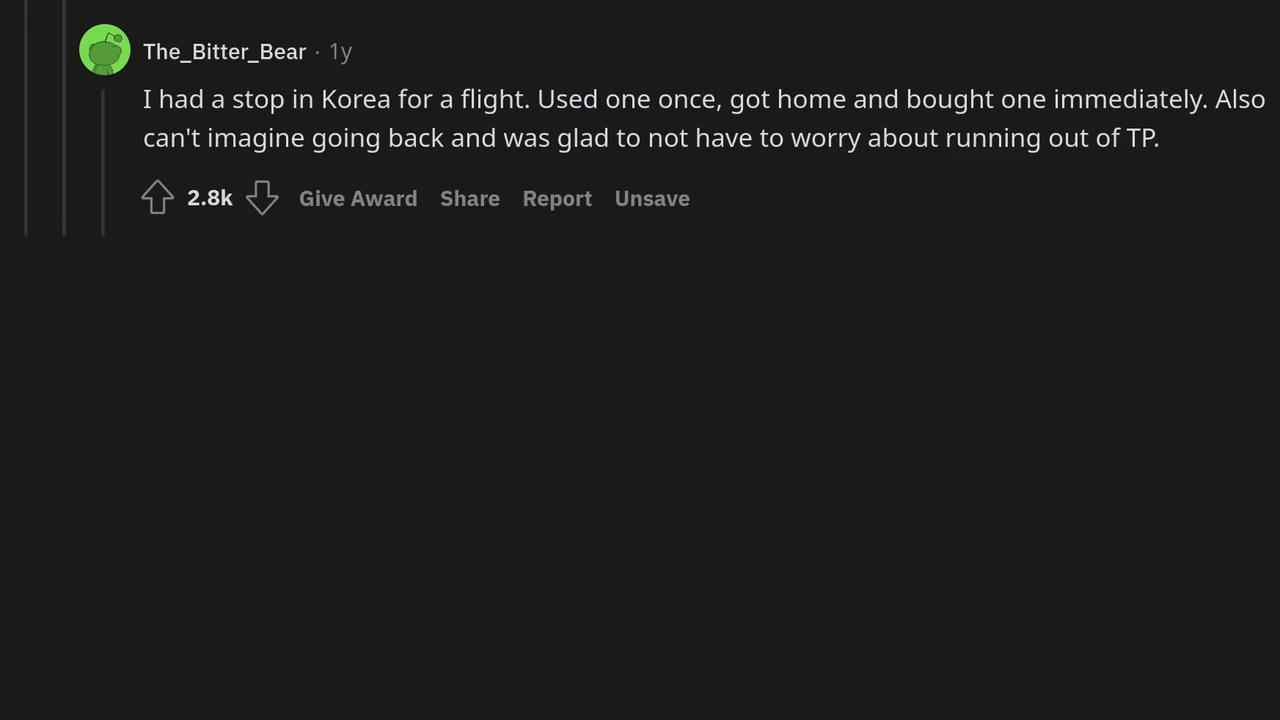 The_Bitter_Bear · 1y
I had a stop in Korea for a flight. Used one once, got home and bought one immediately. Also
can't imagine going back and was glad to not have to worry about running out of TP.
2.8k Give Award Share Report Unsave